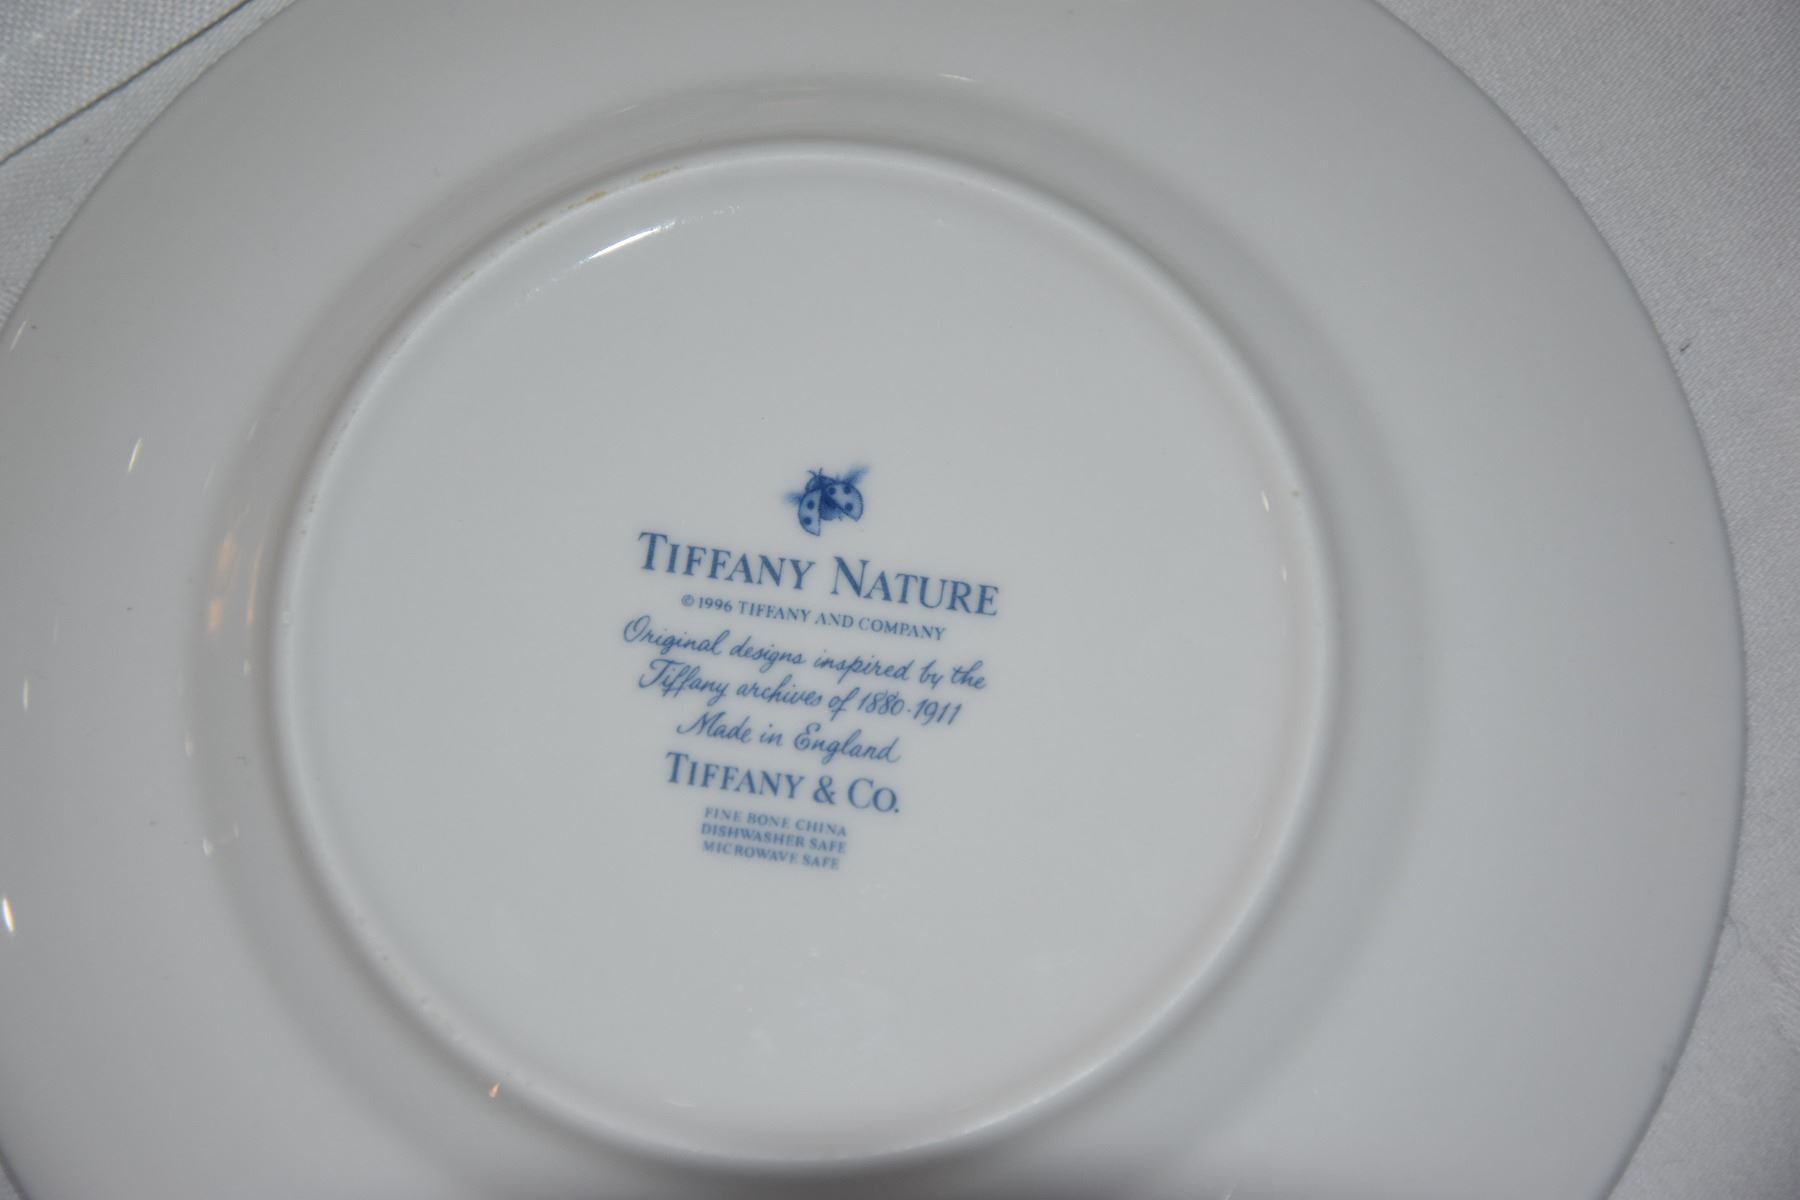 TIFFANY NATURE
© 1996 TIFFANY AND COMPANY
Original designs inspired by the
Tiffany archives of 1880-1911
Made in England
TIFFANY & CO.
FINE BONE CHINA
DISHWASHER SAFE
MICROWAVE SAFE